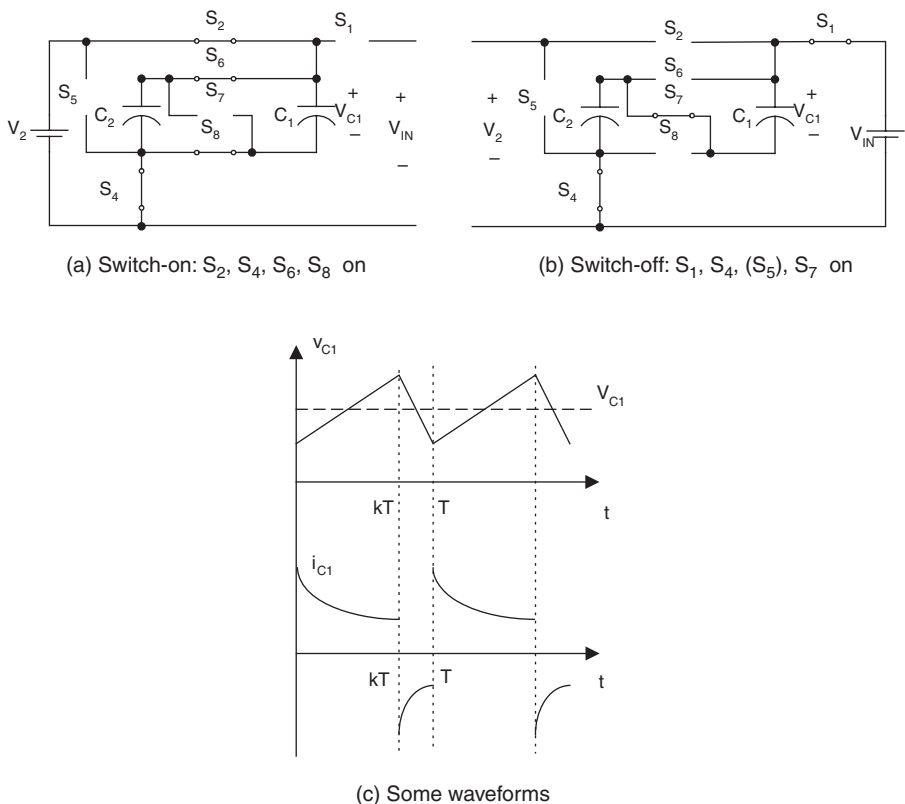 S2 S1
S6
S5 S7
C2 C1 + VC1 −
S8
V2
+ VIN −
S4
(a) Switch-on: S2, S4, S6, S8 on
S2 S1
S6
S5 S7
+ V2 −
C2 C1 + VC1 −
S8
VIN
S4
(b) Switch-off: S1, S4, (S5), S7 on
vC1
VC1
kT T t
iC1
kT T t
(c) Some waveforms